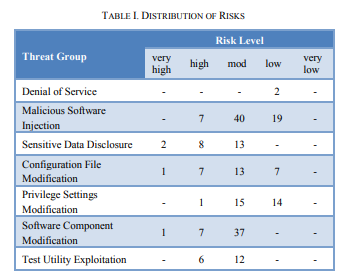 TABLE I. DISTRIBUTION OF RISKS
Threat Group Risk Level
very high high mod low very low
Denial of Service - - - 2 -
Malicious Software Injection - 7 40 19 -
Sensitive Data Disclosure 2 8 13 - -
Configuration File Modification 1 7 13 7 -
Privilege Settings Modification - 1 15 14 -
Software Component Modification 1 7 37 - -
Test Utility Exploitation - 6 12 - -